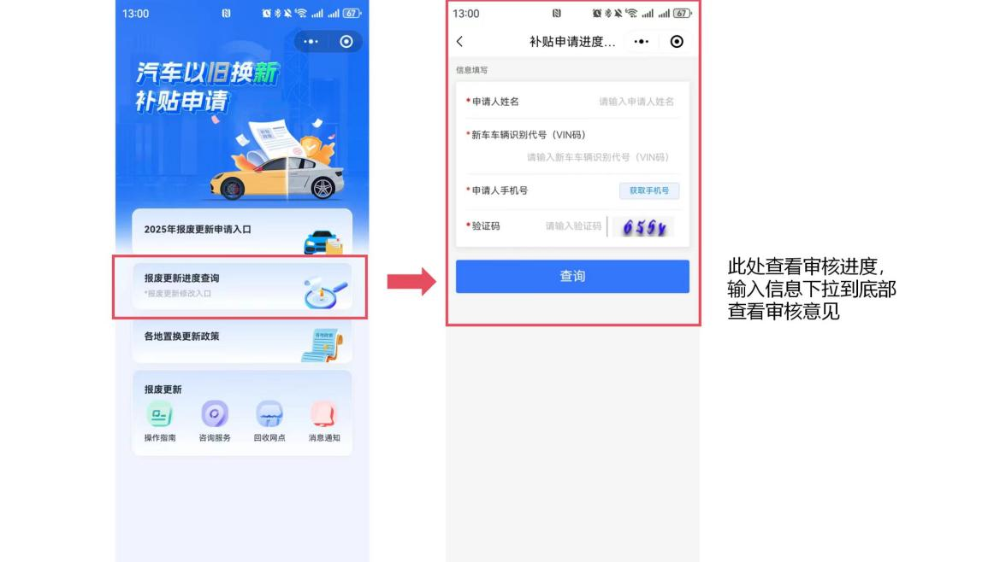 13:00
67
汽车以旧换新
补贴申请
2025年报废更新申请入口
报废更新进度查询
*报废更新修改入口
各地置换更新政策
报废更新
操作指南
咨询服务
回收网点
消息通知
13:00
67
补贴申请进度...
信息填写
*申请人姓名
请输入申请人姓名
*新车车辆识别代号（VIN码）
请输入新车车辆识别代号（VIN码）
*申请人手机号
获取手机号
*验证码
请输入验证码
查询
此处查看审核进度，
输入信息下拉到底部
查看审核意见